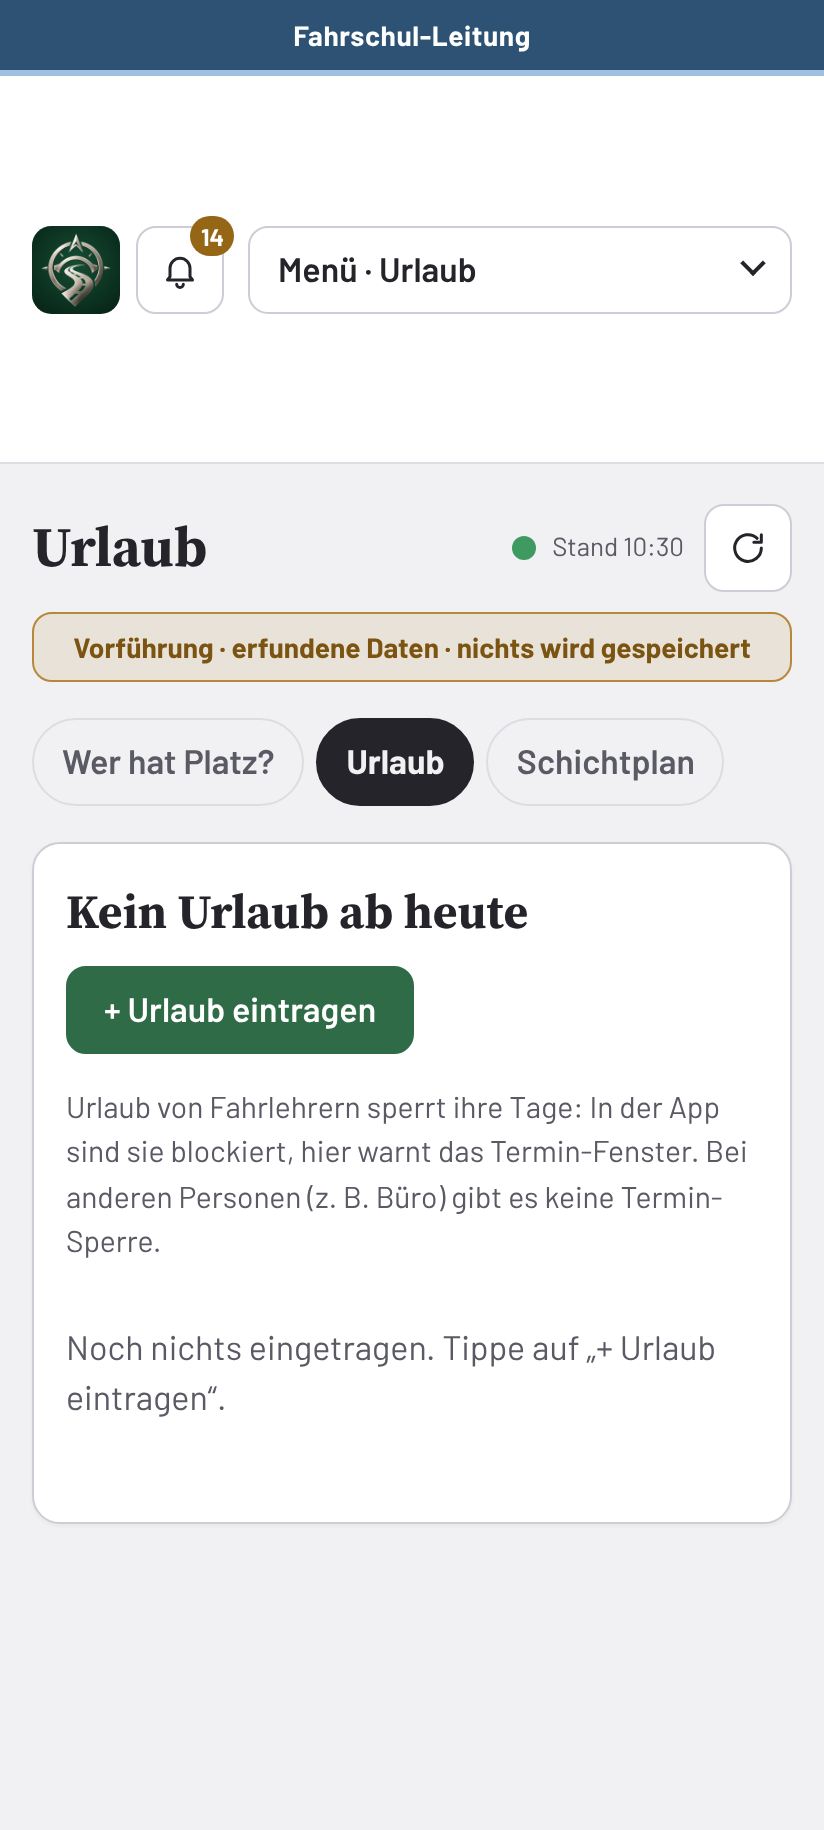 Fahrschul-Leitung
14
Menü · Urlaub
Urlaub
Stand 10:30
Vorführung · erfundene Daten · nichts wird gespeichert
Wer hat Platz?
Urlaub
Schichtplan
Kein Urlaub ab heute
+ Urlaub eintragen
Urlaub von Fahrlehrern sperrt ihre Tage: In der App
sind sie blockiert, hier warnt das Termin-Fenster. Bei
anderen Personen (z. B. Büro) gibt es keine Termin-
Sperre.
Noch nichts eingetragen. Tippe auf „+ Urlaub
eintragen“.